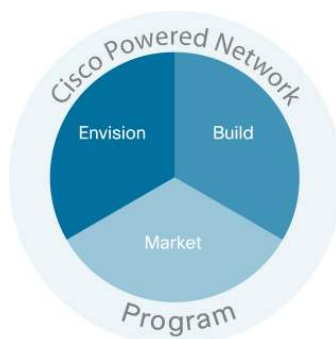 Cisco Powered Network
Envision
Build
Market
Program